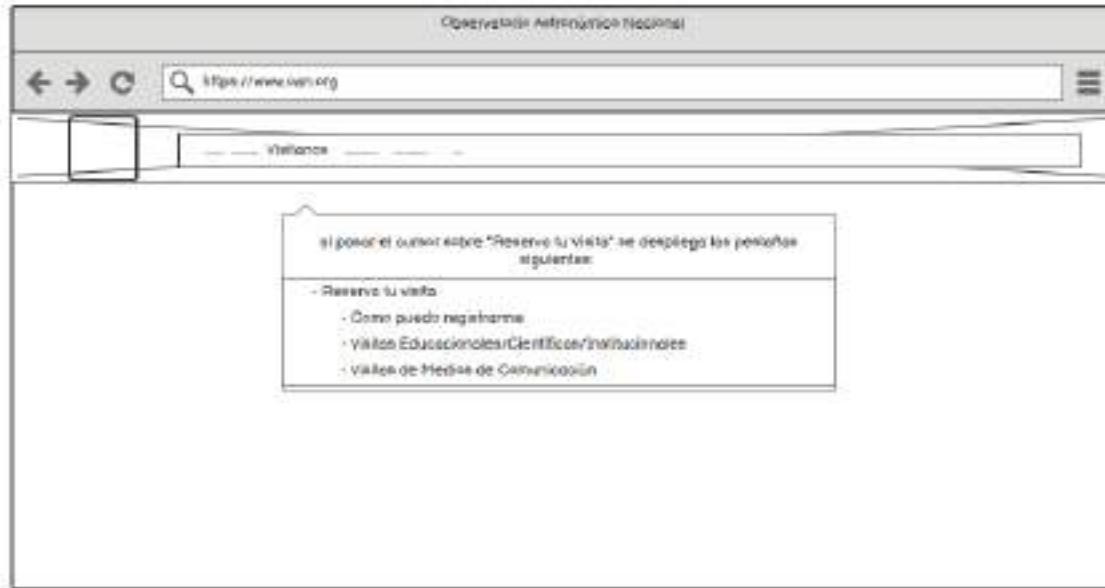 Observatorio Astronómico Nacional
Visitanos
al pasar el cursor sobre "Reserva tu Visita" se despliega las pestañas
siguientes:
- Reserva tu visita
- Como puedo registrarme
- Visitas Educacionales/Científicas/Institucionales
- Visitas de Medios de Comunicación